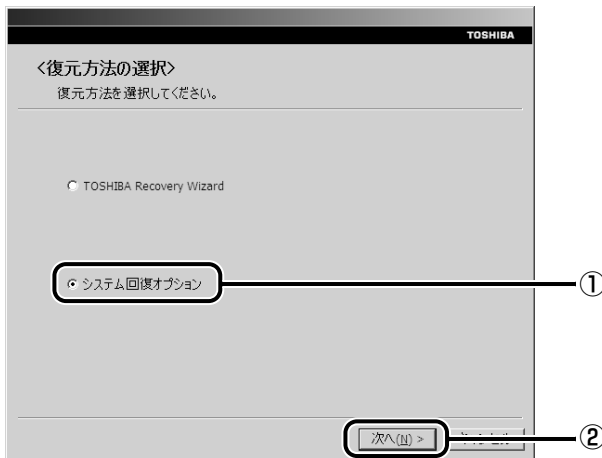 TOSHIBA
<復元方法の選択>
復元方法を選択してください。
TOSHIBA Recovery Wizard
システム回復オプション
①
次へ(N) >
②